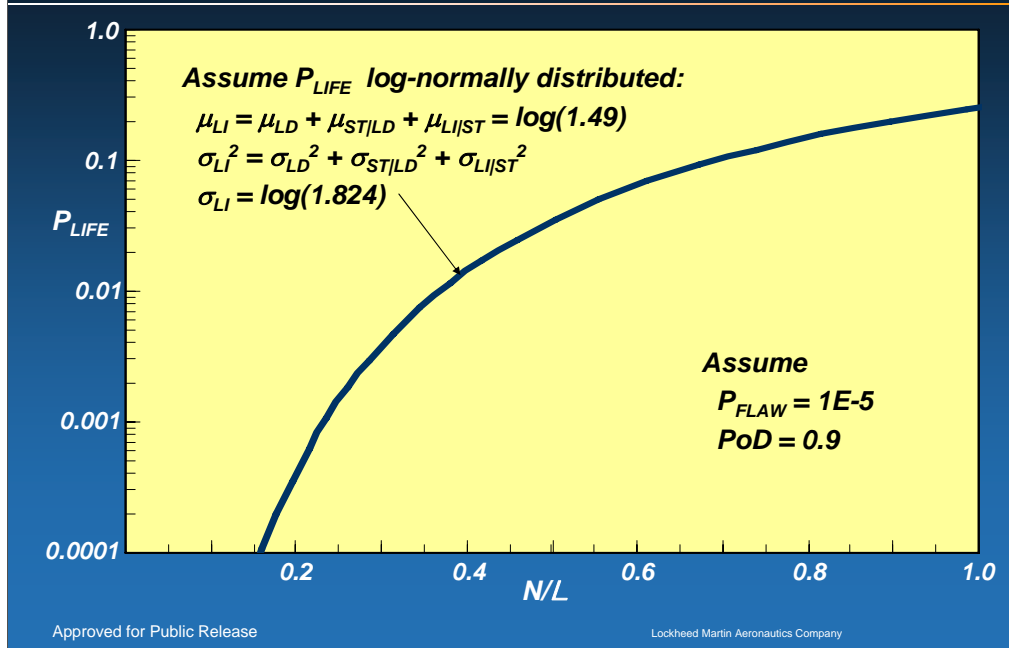 1.0
0.1
0.01
0.001
0.0001
P_LIFE
Assume P_LIFE log-normally distributed:
μ_LI = μ_LD + μ_ST|LD + μ_LI|ST = log(1.49)
σ_LI² = σ_LD² + σ_ST|LD² + σ_LI|ST²
σ_LI = log(1.824)
Assume
P_FLAW = 1E-5
PoD = 0.9
0.2 0.4 0.6 0.8 1.0
N/L
Approved for Public Release
Lockheed Martin Aeronautics Company